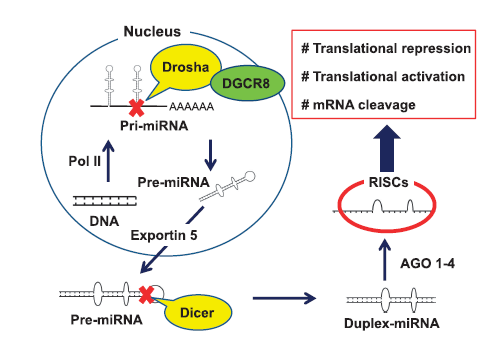 Nucleus
Drosha
DGCR8
AAAAAA
Pri-miRNA
Pol II
Pre-miRNA
DNA
Exportin 5
Pre-miRNA
Dicer
# Translational repression
# Translational activation
# mRNA cleavage
RISCs
AGO 1-4
Duplex-miRNA